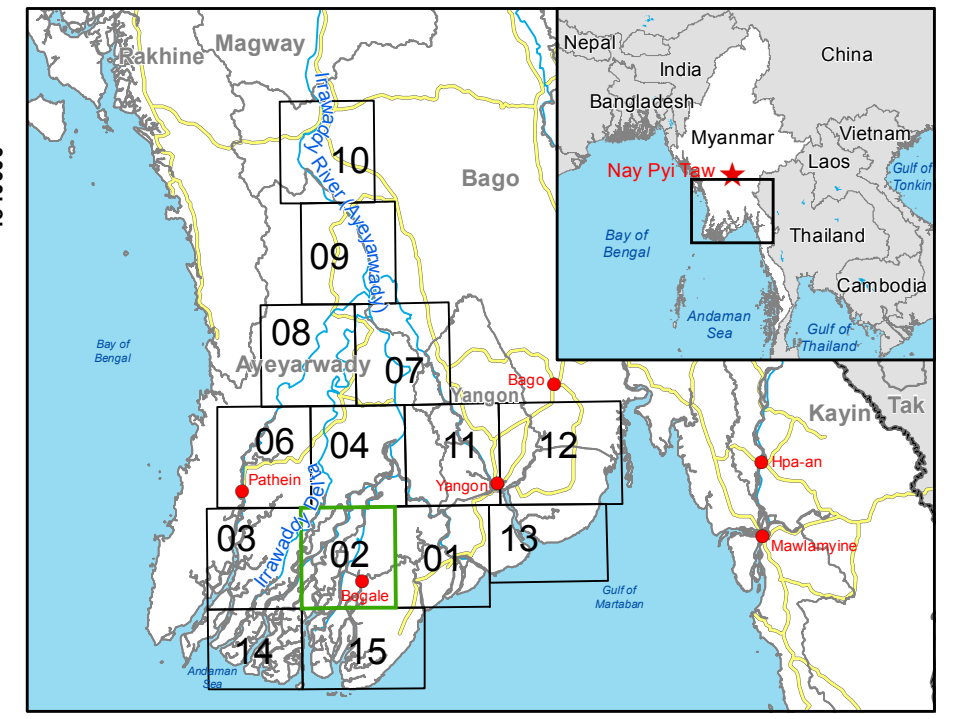 Magway
Rakhine
Irrawaddy River (Ayeyarwady)
10
Bago
09
Bay of
Bengal
08
Ayeyarwady
07
Bago
Yangon
Kayin
Tak
06
04
11
12
Pathein
Yangon
Hpa-an
Irrawaddy Delta
03
02
01
13
Mawlamyine
Bogale
Gulf of
Martaban
14
15
Andaman
Sea
Nepal
China
India
Bangladesh
Myanmar
Vietnam
Laos
Nay Pyi Taw
Gulf of
Tonkin
Bay of
Bengal
Thailand
Cambodia
Andaman
Sea
Gulf of
Thailand